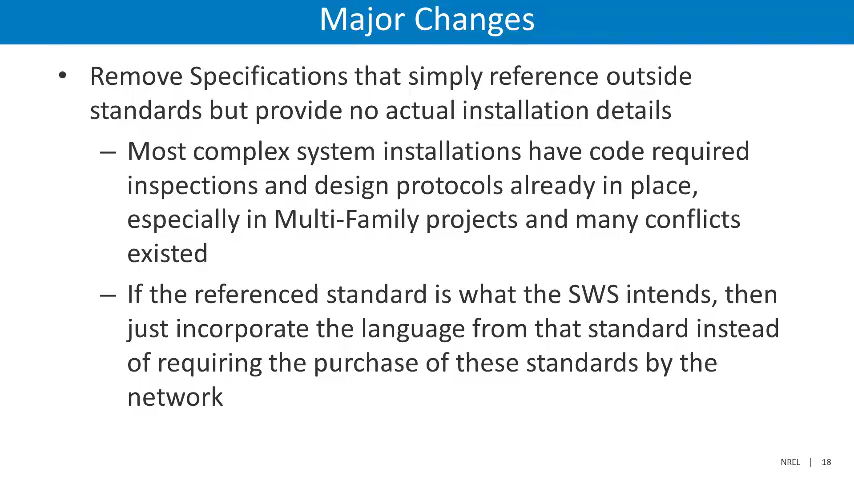 Major Changes
• Remove Specifications that simply reference outside
standards but provide no actual installation details
– Most complex system installations have code required
inspections and design protocols already in place,
especially in Multi-Family projects and many conflicts
existed
– If the referenced standard is what the SWS intends, then
just incorporate the language from that standard instead
of requiring the purchase of these standards by the
network
NREL | 18